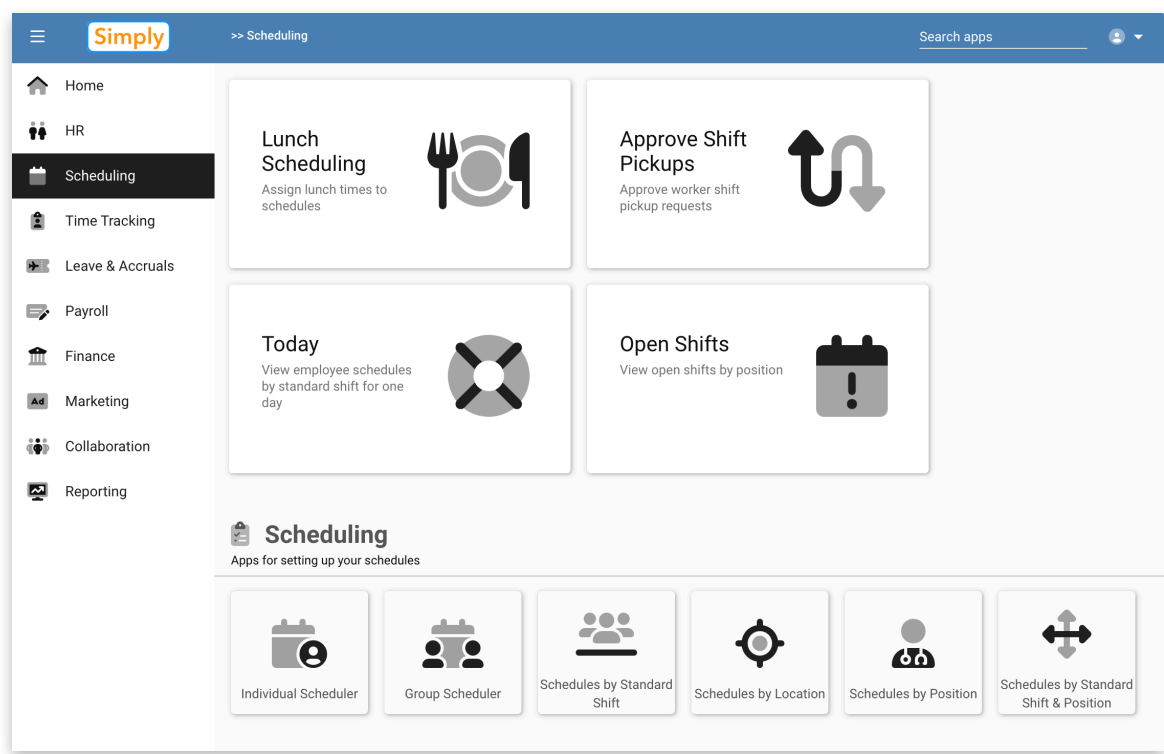 Simply
>> Scheduling
Search apps
Home
HR
Scheduling
Time Tracking
Leave & Accruals
Payroll
Finance
Ad
Marketing
Collaboration
Reporting
Lunch
Scheduling
Assign lunch times to
schedules
Approve Shift
Pickups
Approve worker shift
pickup requests
Today
View employee schedules
by standard shift for one
day
Open Shifts
View open shifts by position
Scheduling
Apps for setting up your schedules
Individual Scheduler
Group Scheduler
Schedules by Standard
Shift
Schedules by Location
Schedules by Position
Schedules by Standard
Shift & Position